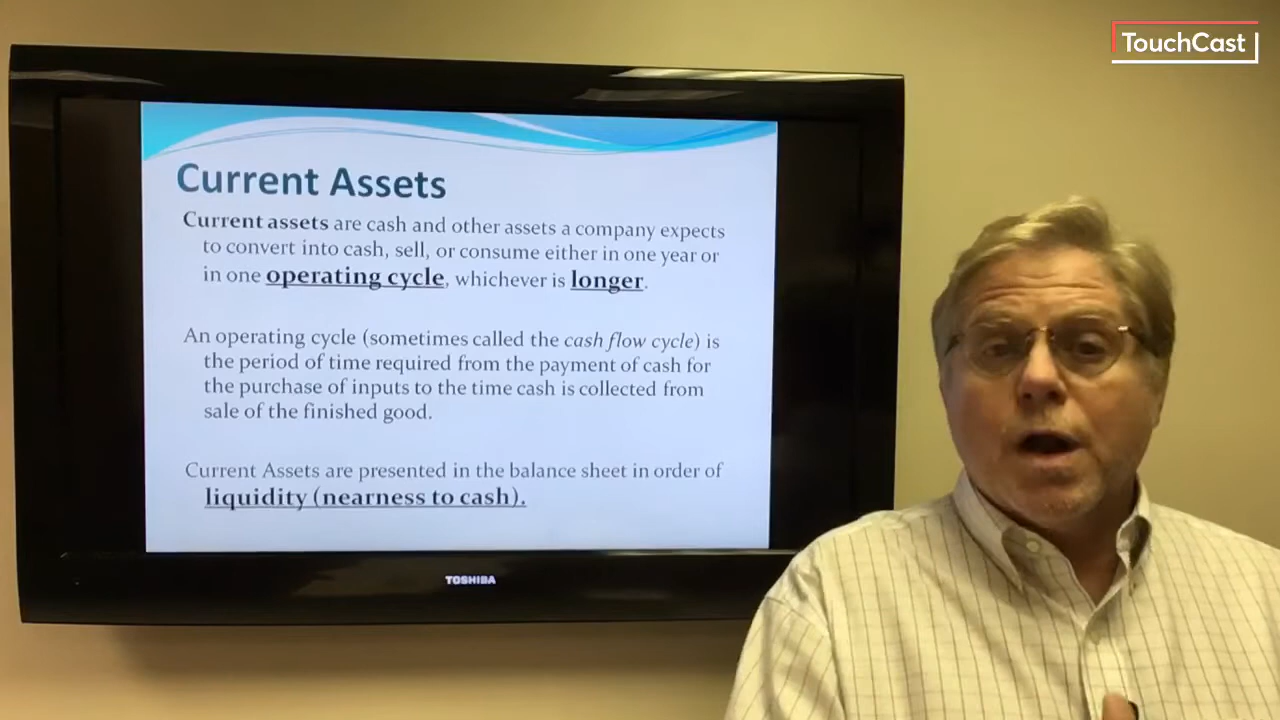 TouchCast
Current Assets
Current assets are cash and other assets a company expects
to convert into cash, sell, or consume either in one year or
in one operating cycle, whichever is longer.
An operating cycle (sometimes called the cash flow cycle) is
the period of time required from the payment of cash for
the purchase of inputs to the time cash is collected from
sale of the finished good.
Current Assets are presented in the balance sheet in order of
liquidity (nearness to cash).
TOSHIBA